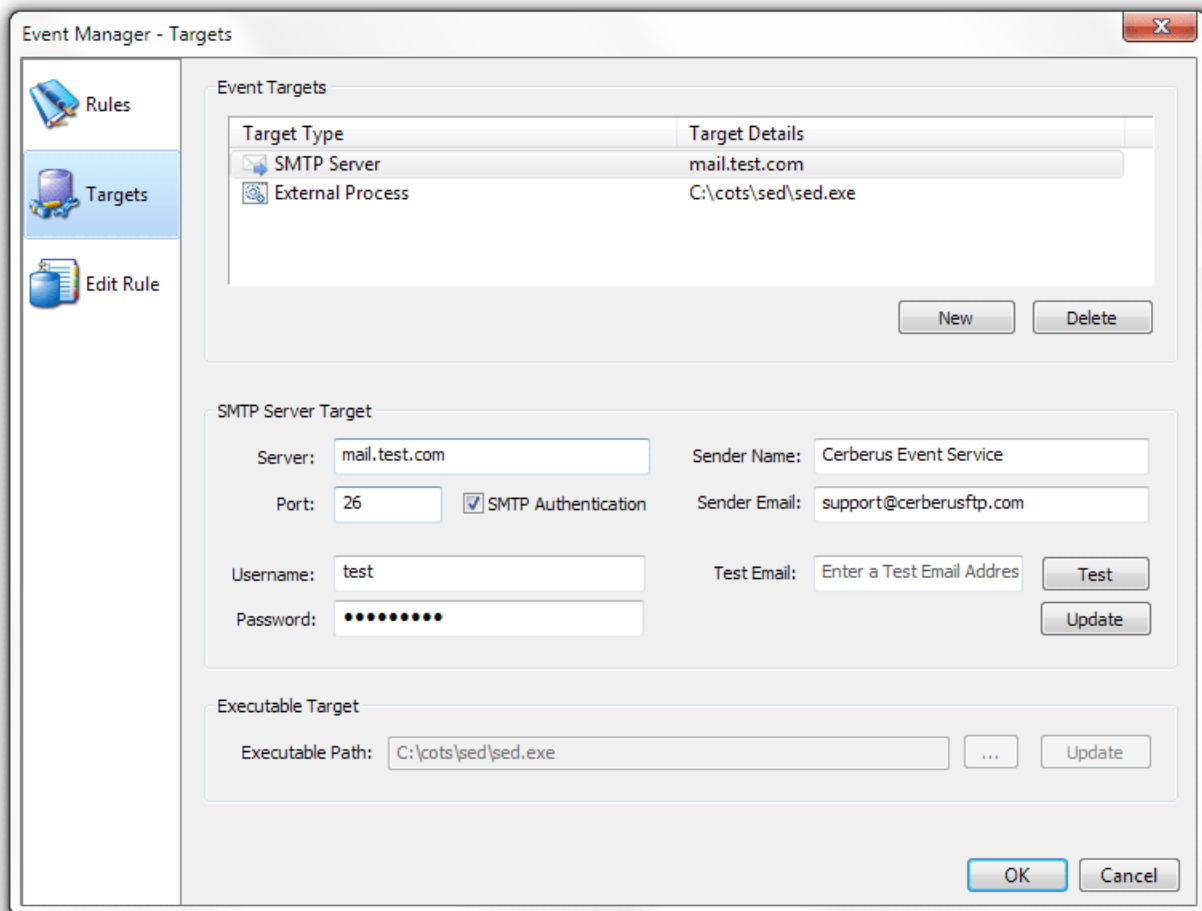 Event Manager - Targets
Rules
Targets
Edit Rule
Event Targets
Target Type Target Details
SMTP Server mail.test.com
External Process C:\cots\sed\sed.exe
New Delete
SMTP Server Target
Server: mail.test.com Sender Name: Cerberus Event Service
Port: 26 SMTP Authentication Sender Email: support@cerberusftp.com
Username: test Test Email: Enter a Test Email Addres Test
Password: ●●●●●●●●● Update
Executable Target
Executable Path: C:\cots\sed\sed.exe ... Update
OK Cancel